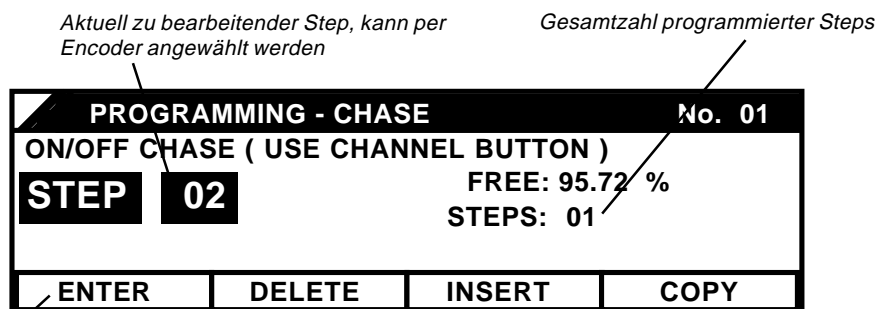 Aktuell zu bearbeitender Step, kann per
Encoder angewählt werden
Gesamtzahl programmierter Steps
PROGRAMMING - CHASE No. 01
ON/OFF CHASE ( USE CHANNEL BUTTON )
STEP 02
FREE: 95.72 %
STEPS: 01
ENTER DELETE INSERT COPY